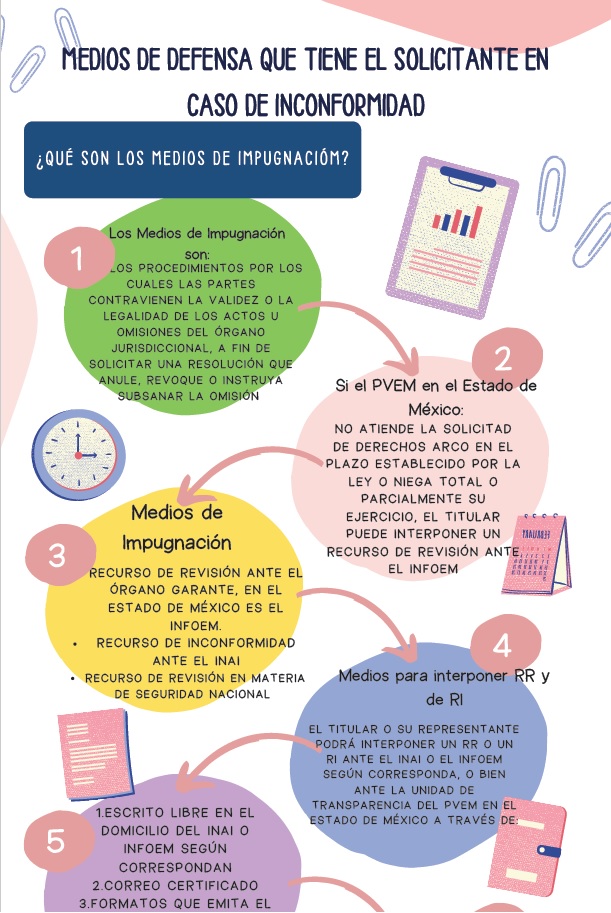 MEDIOS DE DEFENSA QUE TIENE EL SOLICITANTE EN
CASO DE INCONFORMIDAD
¿QUÉ SON LOS MEDIOS DE IMPUGNACIÓM?
1
Los Medios de Impugnación
son:
LOS PROCEDIMIENTOS POR LOS
CUALES LAS PARTES
CONTRAVIENEN LA VALIDEZ O LA
LEGALIDAD DE LOS ACTOS U
OMISIONES DEL ÓRGANO
JURISDICCIONAL, A FIN DE
SOLICITAR UNA RESOLUCIÓN QUE
ANULE, REVOQUE O INSTRUYA
SUBSANAR LA OMISIÓN
2
Si el PVEM en el Estado de
México:
NO ATIENDE LA SOLICITAD
DE DERECHOS ARCO EN EL
PLAZO ESTABLECIDO POR LA
LEY O NIEGA TOTAL O
PARCIALMENTE SU
EJERCICIO, EL TITULAR
PUEDE INTERPONER UN
RECURSO DE REVISIÓN ANTE
EL INFOEM
3
Medios de
Impugnación
RECURSO DE REVISIÓN ANTE EL
ÓRGANO GARANTE, EN EL
ESTADO DE MÉXICO ES EL
INFOEM.
• RECURSO DE INCONFORMIDAD
ANTE EL INAI
• RECURSO DE REVISIÓN EN MATERIA
DE SEGURIDAD NACIONAL
4
Medios para interponer RR y
de RI
EL TITULAR O SU REPRESENTANTE
PODRÁ INTERPONER UN RR O UN
RI ANTE EL INAI O EL INFOEM
SEGÚN CORRESPONDA, O BIEN
ANTE LA UNIDAD DE
TRANSPARENCIA DEL PVEM EN EL
ESTADO DE MÉXICO A TRAVÉS DE:
5
1.ESCRITO LIBRE EN EL
DOMICILIO DEL INAI O
INFOEM SEGÚN
CORRESPONDAN
2.CORREO CERTIFICADO
3.FORMATOS QUE EMITA EL